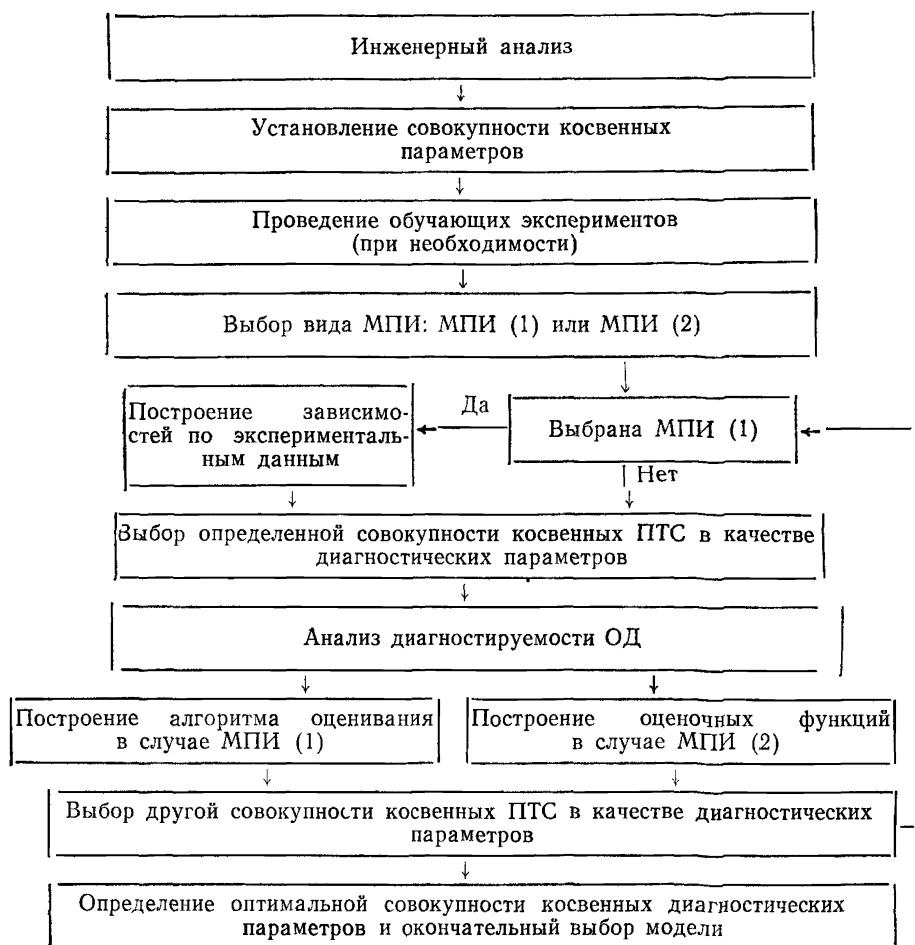 Инженерный анализ
Установление совокупности косвенных
параметров
Проведение обучающих экспериментов
(при необходимости)
Выбор вида МПИ: МПИ (1) или МПИ (2)
Построение зависимо-
стей по эксперименталь-
ным данным
Да
Выбрана МПИ (1)
Нет
Выбор определенной совокупности косвенных ПТС в качестве
диагностических параметров
Анализ диагностируемости ОД
Построение алгоритма оценивания
в случае МПИ (1)
Построение оценочных функций
в случае МПИ (2)
Выбор другой совокупности косвенных ПТС в качестве диагностических
параметров
Определение оптимальной совокупности косвенных диагностических
параметров и окончательный выбор модели